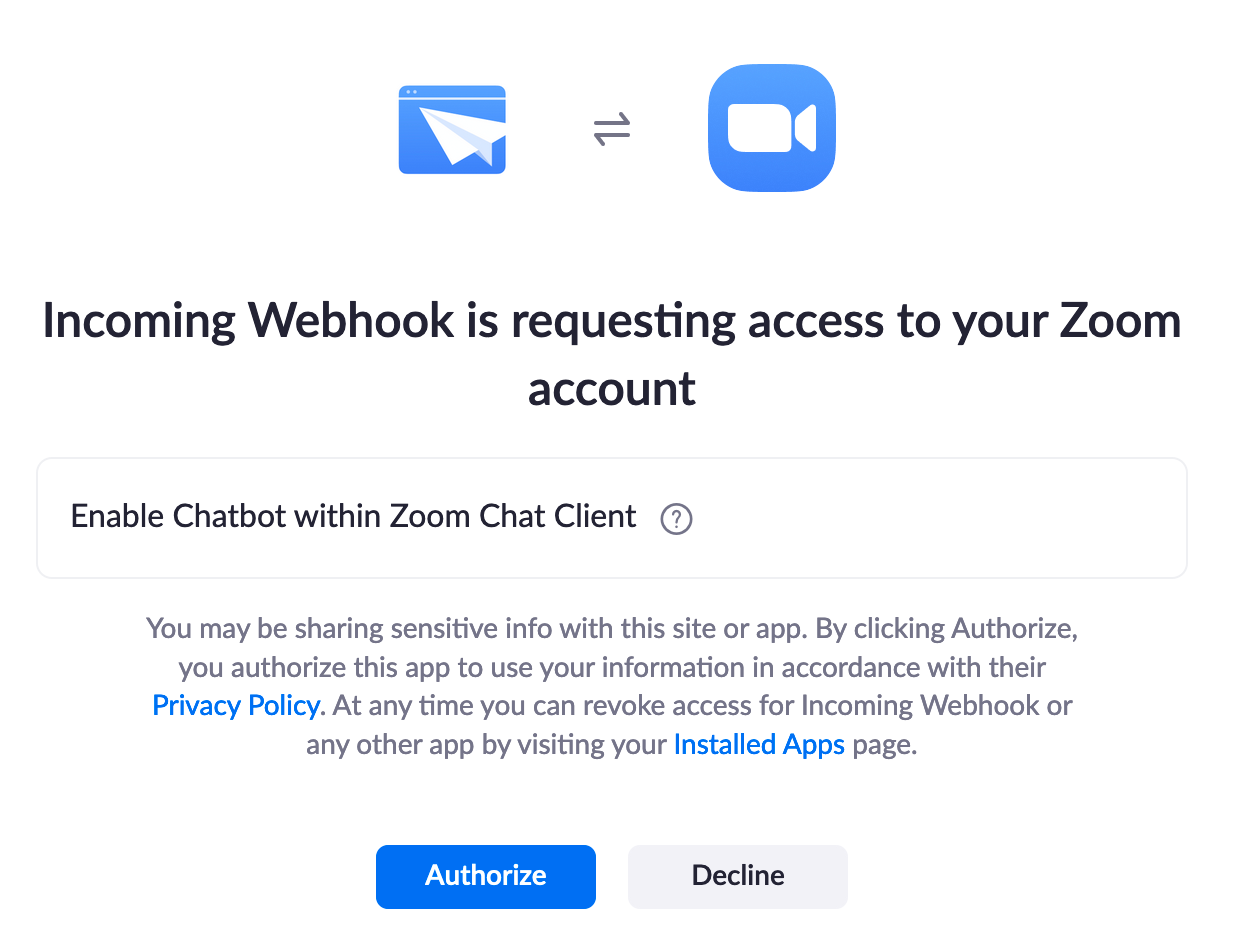 Incoming Webhook is requesting access to your Zoom
account
Enable Chatbot within Zoom Chat Client ?
You may be sharing sensitive info with this site or app. By clicking Authorize,
you authorize this app to use your information in accordance with their
Privacy Policy. At any time you can revoke access for Incoming Webhook or
any other app by visiting your Installed Apps page.
Authorize
Decline